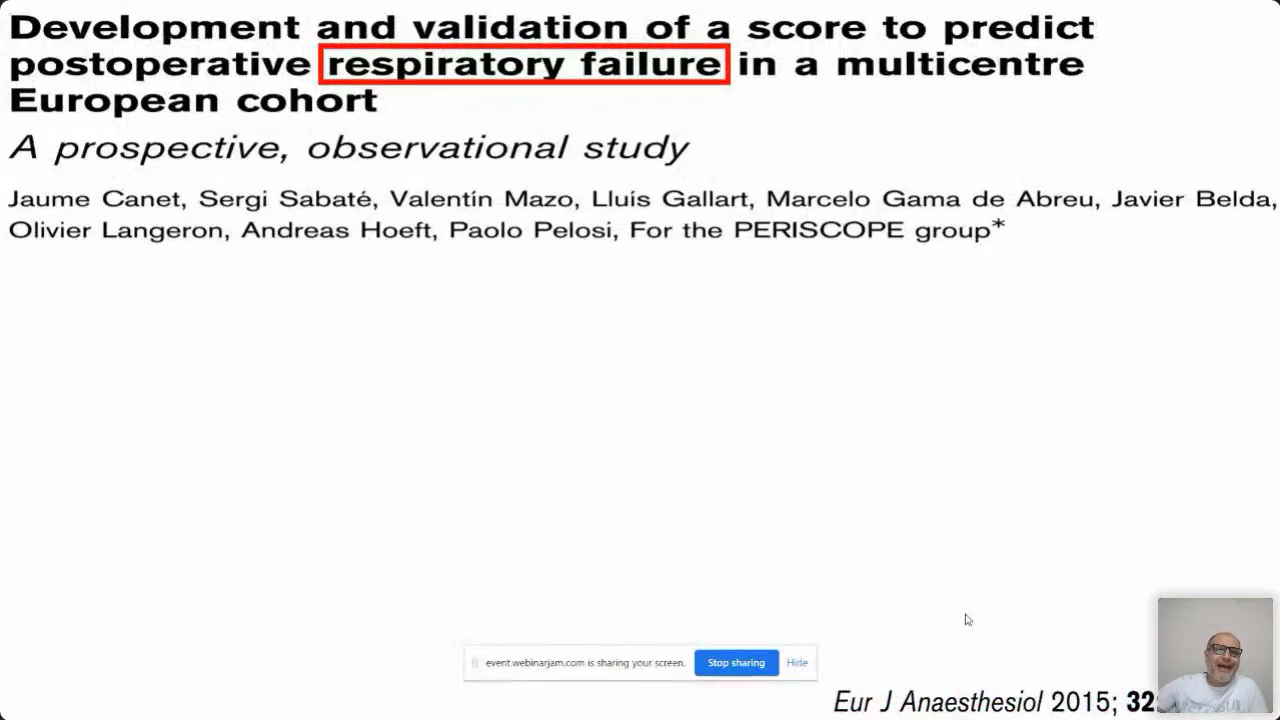 Development and validation of a score to predict
postoperative respiratory failure in a multicentre
European cohort
A prospective, observational study
Jaume Canet, Sergi Sabaté, Valentín Mazo, Lluís Gallart, Marcelo Gama de Abreu, Javier Belda,
Olivier Langeron, Andreas Hoeft, Paolo Pelosi, For the PERISCOPE group*
event.webinarjam.com is sharing your screen. Stop sharing Hide
Eur J Anaesthesiol 2015; 32